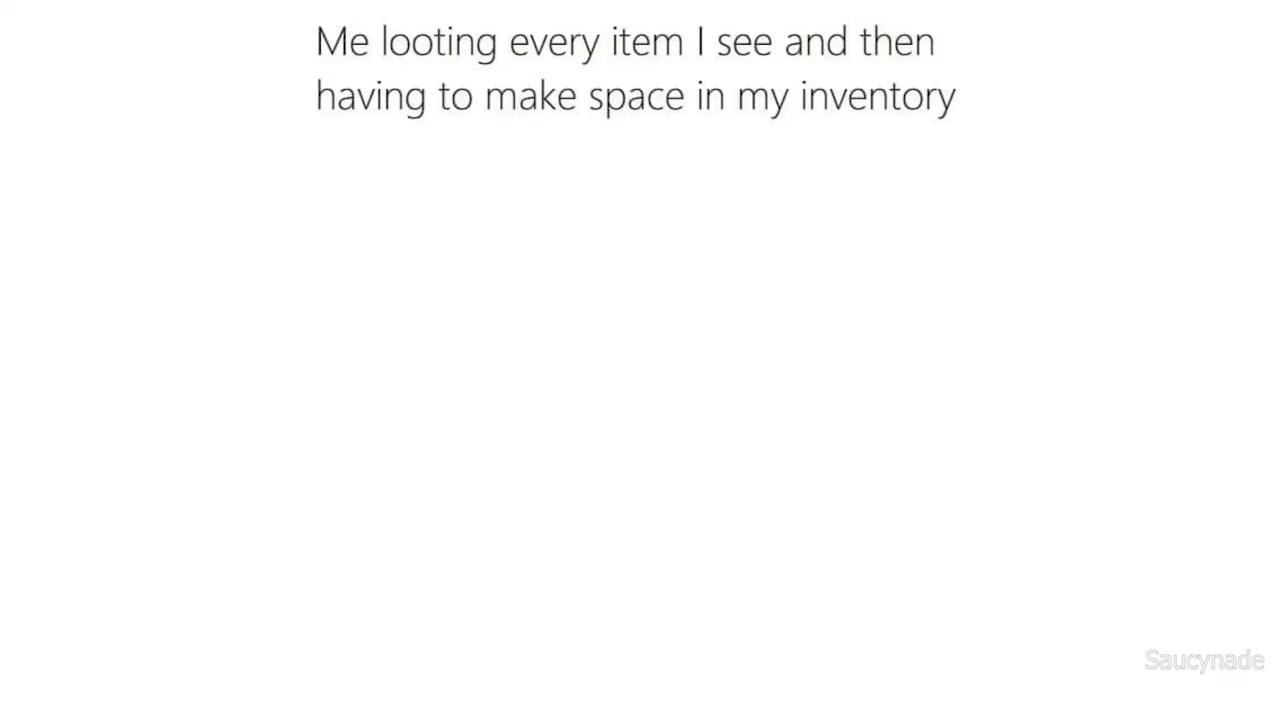 Me looting every item I see and then
having to make space in my inventory
Saucynade